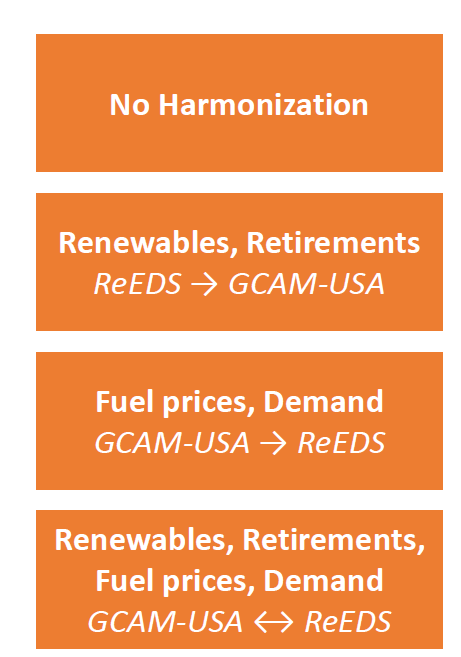 No Harmonization
Renewables, Retirements
ReEDS → GCAM-USA
Fuel prices, Demand
GCAM-USA → ReEDS
Renewables, Retirements,
Fuel prices, Demand
GCAM-USA ↔ ReEDS